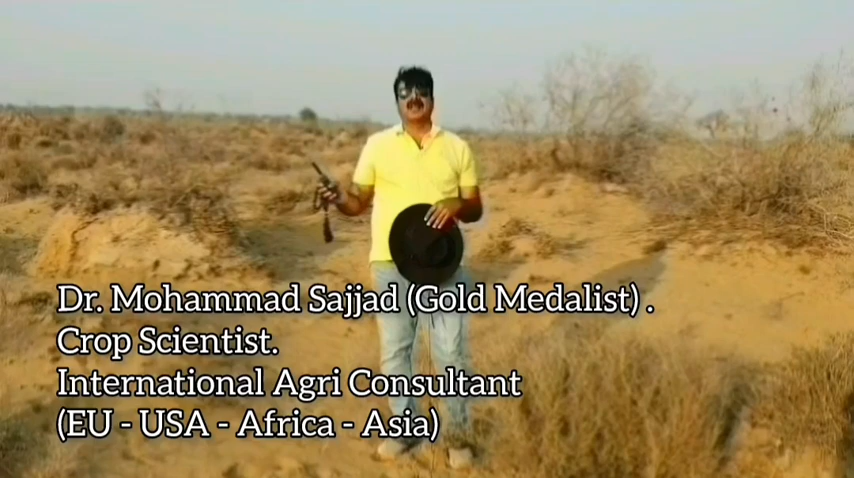 Dr. Mohammad Sajjad (Gold Medalist) .
Crop Scientist.
International Agri Consultant
(EU - USA - Africa - Asia)